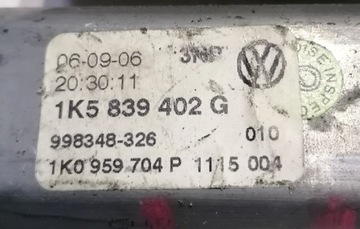 06-09-06 3NP
20:30:11
1K5 839 402 G
998348-326 010
1K0 959 704 P 1115 004